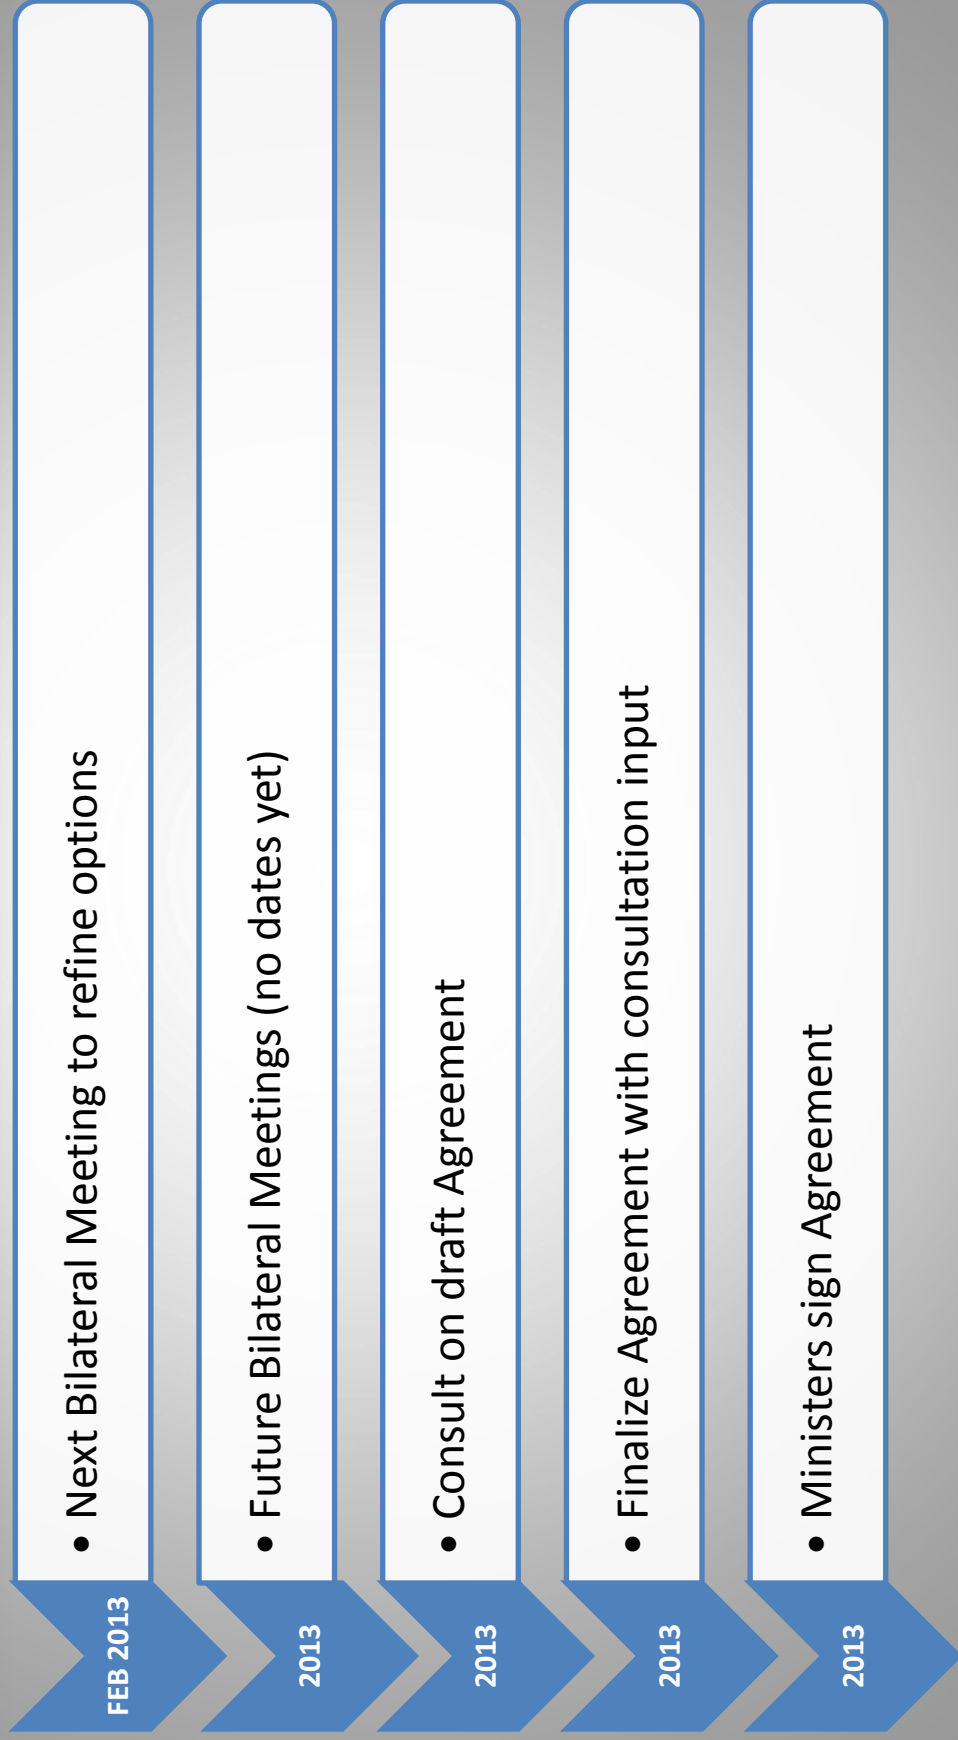 FEB 2013
• Next Bilateral Meeting to refine options
2013
• Future Bilateral Meetings (no dates yet)
2013
• Consult on draft Agreement
2013
• Finalize Agreement with consultation input
2013
• Ministers sign Agreement